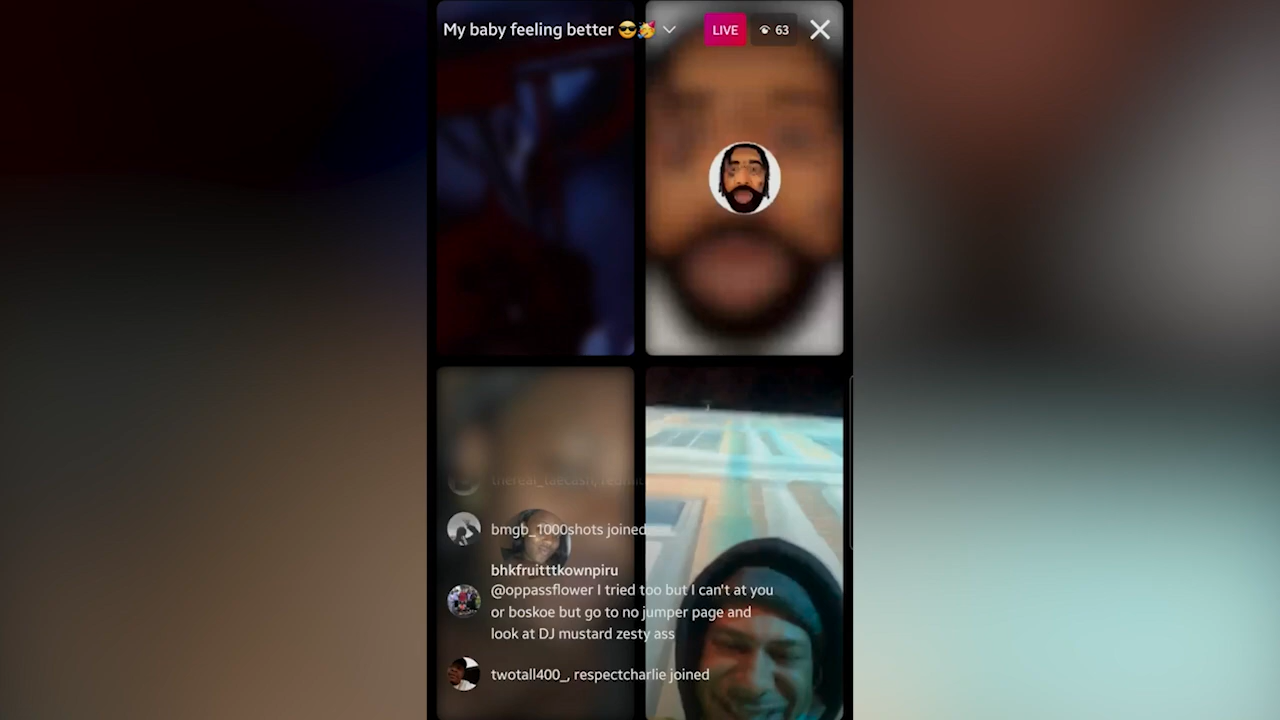 My baby feeling better 😎🥳
LIVE
63
bmgb_1000shots joined
bhkfruitttkownpiru
@oppassflower I tried too but I can't at you
or boskoe but go to no jumper page and
look at DJ mustard zesty ass
twotall400_, respectcharlie joined